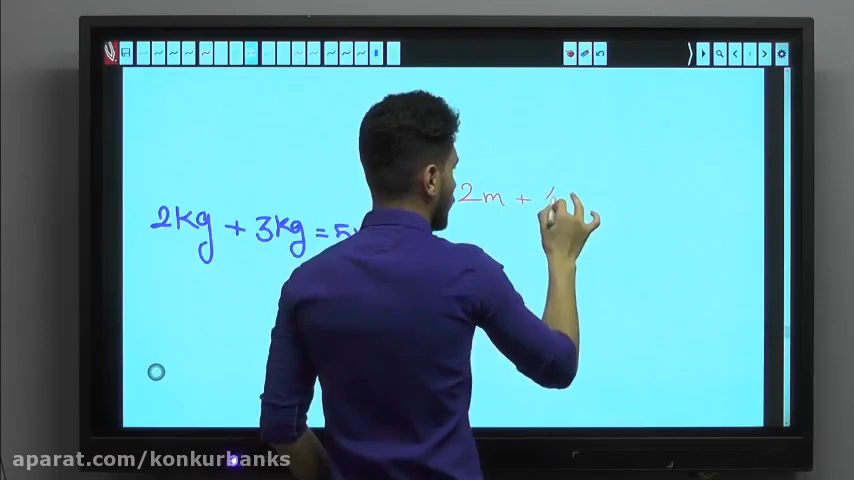 2kg + 3kg = 5
2m +
aparat.com/konkurbanks